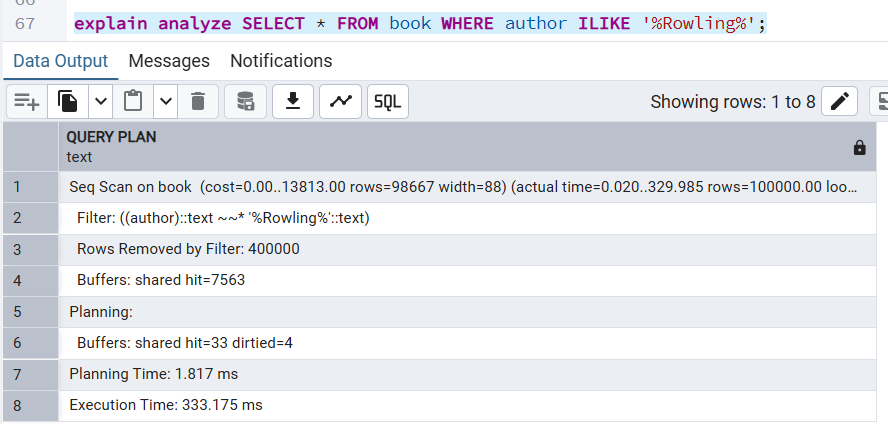 66
67 explain analyze SELECT * FROM book WHERE author ILIKE '%Rowling%';
Data Output Messages Notifications
SQL Showing rows: 1 to 8
QUERY PLAN
text
1 Seq Scan on book (cost=0.00..13813.00 rows=98667 width=88) (actual time=0.020..329.985 rows=100000.00 loo...
2 Filter: ((author)::text ~~* '%Rowling%'::text)
3 Rows Removed by Filter: 400000
4 Buffers: shared hit=7563
5 Planning:
6 Buffers: shared hit=33 dirtied=4
7 Planning Time: 1.817 ms
8 Execution Time: 333.175 ms